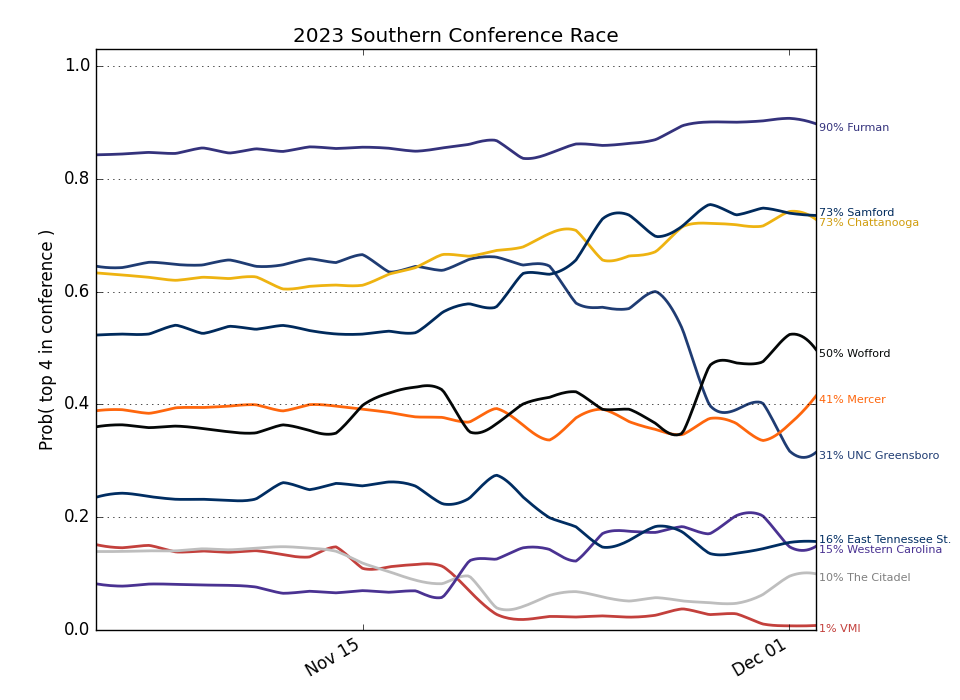 2023 Southern Conference Race
Prob( top 4 in conference )
1.0
0.8
0.6
0.4
0.2
0.0
Nov 15
Dec 01
90% Furman
73% Samford
73% Chattanooga
50% Wofford
41% Mercer
31% UNC Greensboro
16% East Tennessee St.
15% Western Carolina
10% The Citadel
1% VMI